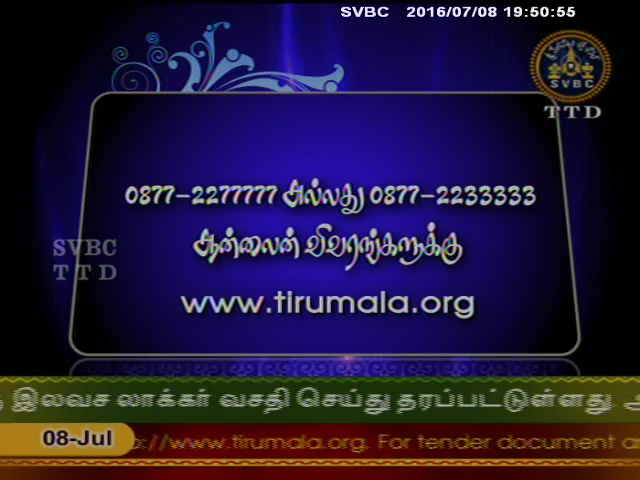 SVBC 2016/07/08 19:50:55
SVBC
TTD
0877-2277777 அல்லது 0877-2233333
ஆன்லைன் விவரங்களுக்கு
SVBC
TTD
www.tirumala.org
இலவச லாக்கர் வசதி செய்து தரப்பட்டுள்ளது.
08-Jul
://www.tirumala.org. For tender document